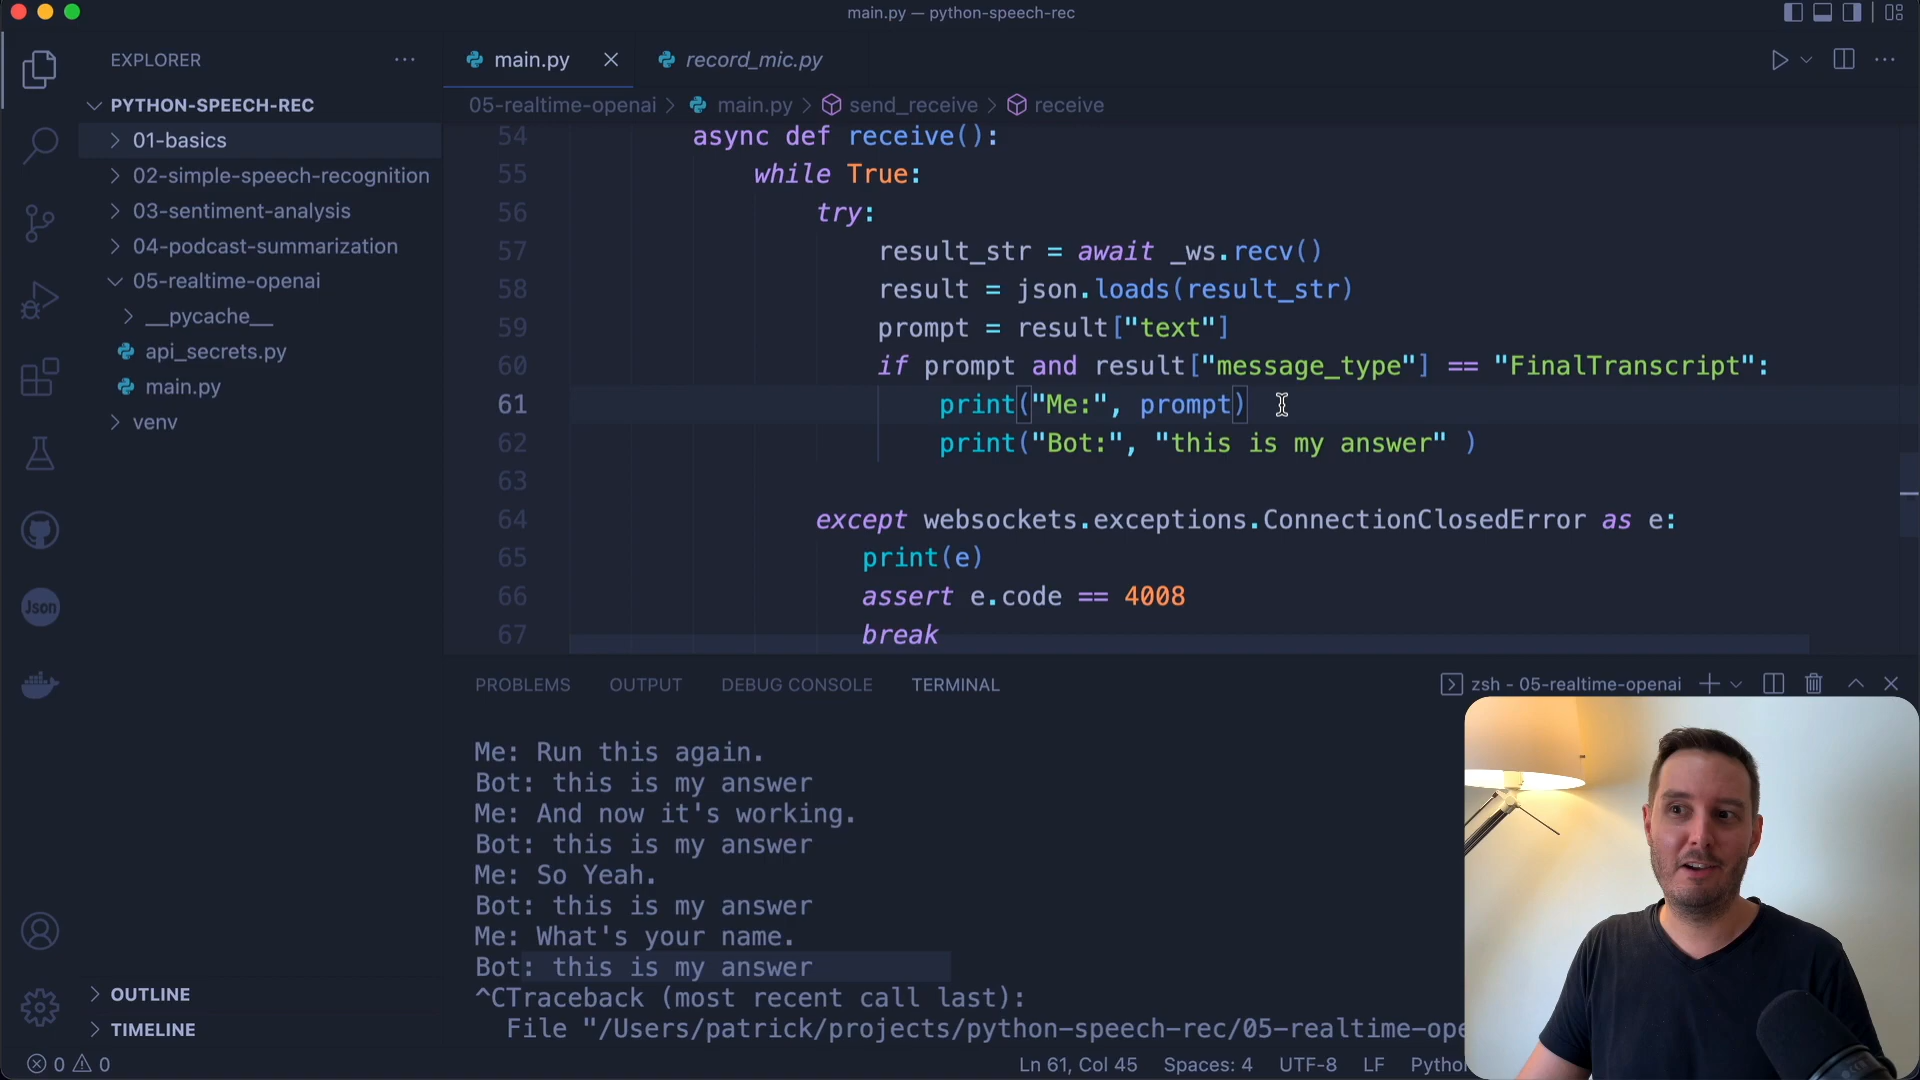 main.py — python-speech-rec
EXPLORER
PYTHON-SPEECH-REC
01-basics
02-simple-speech-recognition
03-sentiment-analysis
04-podcast-summarization
05-realtime-openai
__pycache__
api_secrets.py
main.py
venv
OUTLINE
TIMELINE
Json
main.py
record_mic.py
05-realtime-openai > main.py > send_receive > receive
54 async def receive():
55 while True:
56 try:
57 result_str = await _ws.recv()
58 result = json.loads(result_str)
59 prompt = result["text"]
60 if prompt and result["message_type"] == "FinalTranscript":
61 print("Me:", prompt)
62 print("Bot:", "this is my answer" )
63
64 except websockets.exceptions.ConnectionClosedError as e:
65 print(e)
66 assert e.code == 4008
67 break
PROBLEMS OUTPUT DEBUG CONSOLE TERMINAL
zsh - 05-realtime-openai
Me: Run this again.
Bot: this is my answer
Me: And now it's working.
Bot: this is my answer
Me: So Yeah.
Bot: this is my answer
Me: What's your name.
Bot: this is my answer
^CTraceback (most recent call last):
File "/Users/patrick/projects/python-speech-rec/05-realtime-ope
0 0
Ln 61, Col 45 Spaces: 4 UTF-8 LF Pytho